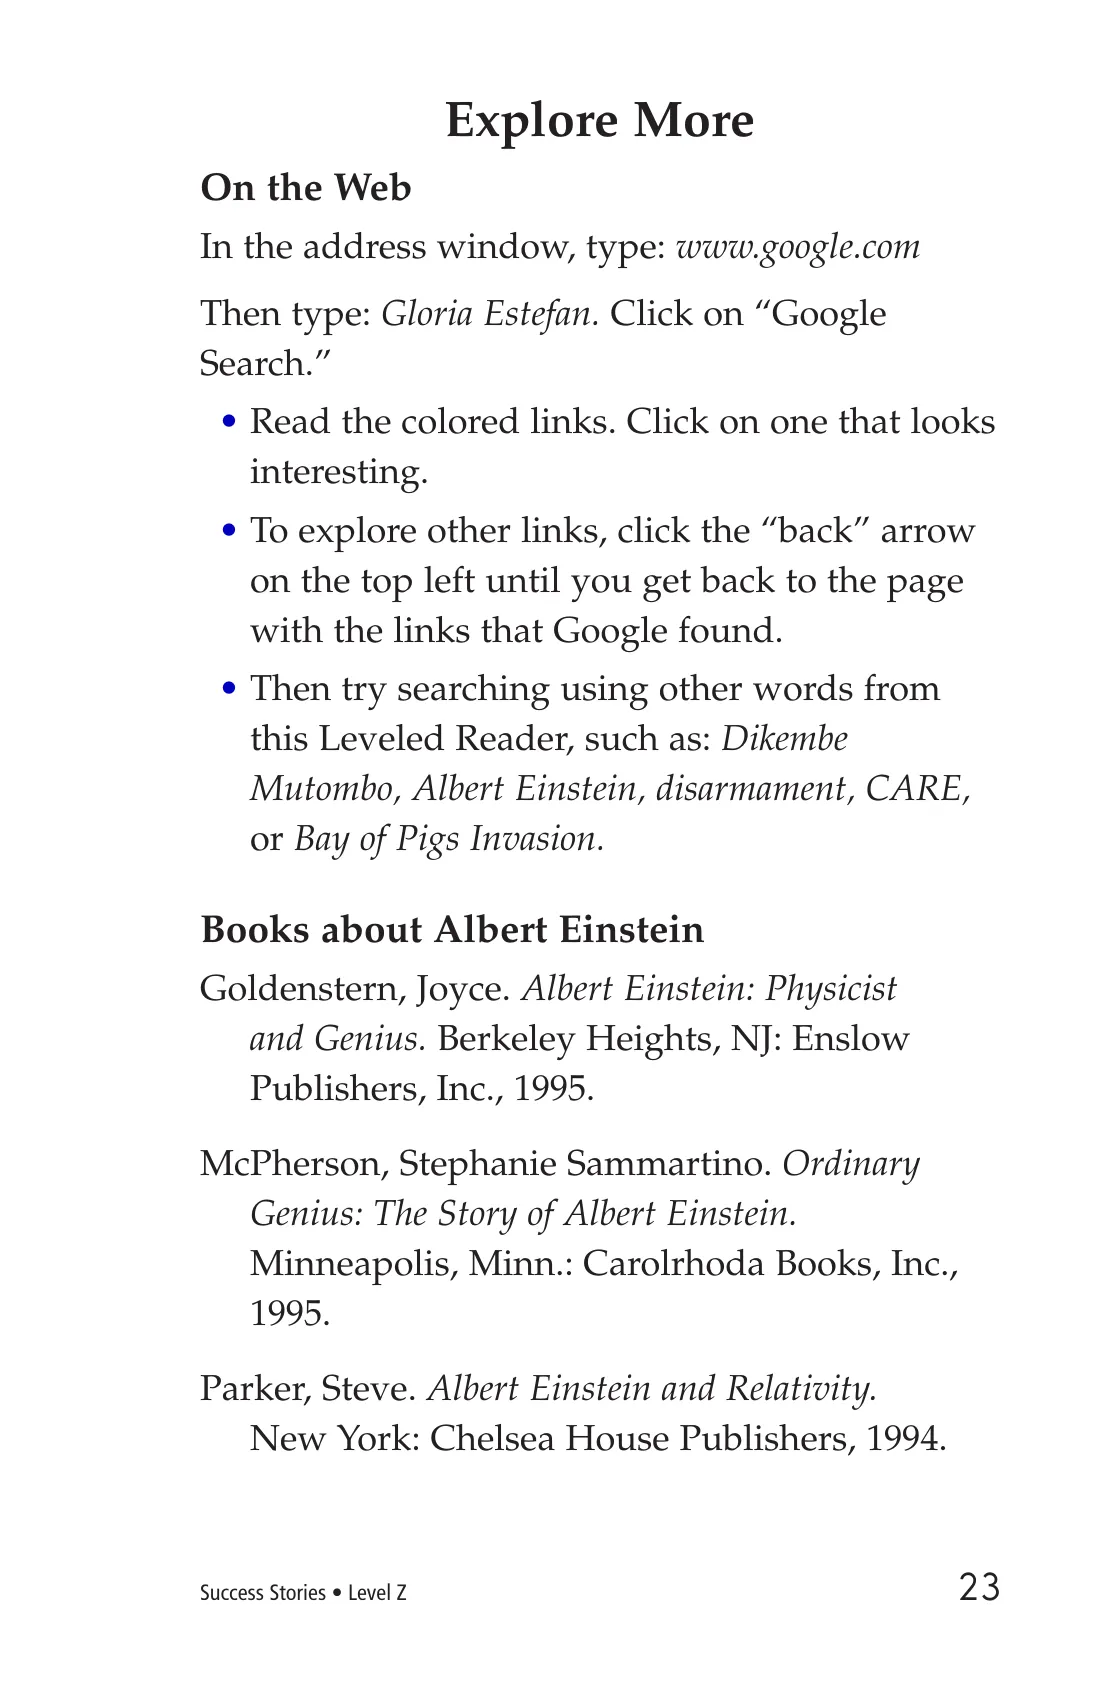 Explore More
On the Web
In the address window, type: www.google.com
Then type: Gloria Estefan. Click on “Google
Search.”
• Read the colored links. Click on one that looks
interesting.
• To explore other links, click the “back” arrow
on the top left until you get back to the page
with the links that Google found.
• Then try searching using other words from
this Leveled Reader, such as: Dikembe
Mutombo, Albert Einstein, disarmament, CARE,
or Bay of Pigs Invasion.
Books about Albert Einstein
Goldenstern, Joyce. Albert Einstein: Physicist
and Genius. Berkeley Heights, NJ: Enslow
Publishers, Inc., 1995.
McPherson, Stephanie Sammartino. Ordinary
Genius: The Story of Albert Einstein.
Minneapolis, Minn.: Carolrhoda Books, Inc.,
1995.
Parker, Steve. Albert Einstein and Relativity.
New York: Chelsea House Publishers, 1994.
Success Stories • Level Z 23